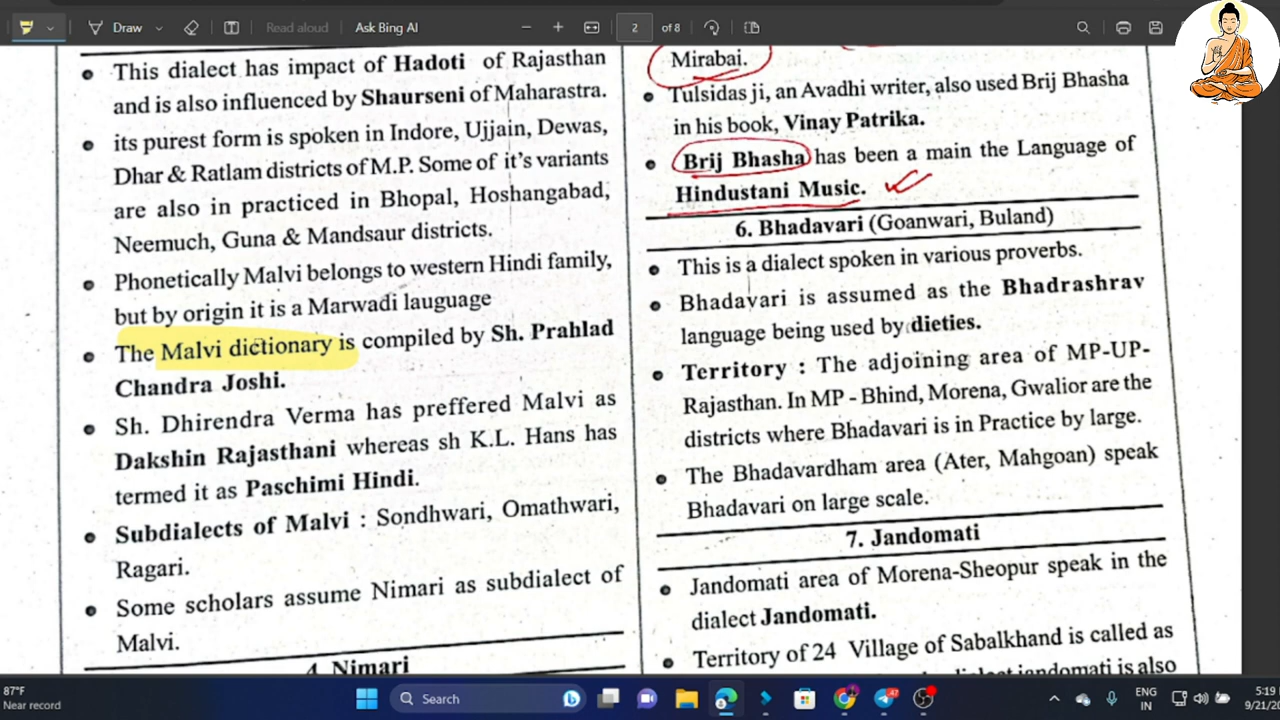 Draw
Read aloud
Ask Bing AI
2
of 8
This dialect has impact of Hadoti of Rajasthan
and is also influenced by Shaurseni of Maharastra.
its purest form is spoken in Indore, Ujjain, Dewas,
Dhar & Ratlam districts of M.P. Some of it's variants
are also in practiced in Bhopal, Hoshangabad,
Neemuch, Guna & Mandsaur districts.
Phonetically Malvi belongs to western Hindi family,
but by origin it is a Marwadi lauguage
The Malvi dictionary is compiled by Sh. Prahlad
Chandra Joshi.
Sh. Dhirendra Verma has preffered Malvi as
Dakshin Rajasthani whereas sh K.L. Hans has
termed it as Paschimi Hindi.
Subdialects of Malvi : Sondhwari, Omathwari,
Ragari.
Some scholars assume Nimari as subdialect of
Malvi.
4. Nimari
Mirabai.
Tulsidas ji, an Avadhi writer, also used Brij Bhasha
in his book, Vinay Patrika.
Brij Bhasha has been a main the Language of
Hindustani Music.
6. Bhadavari (Goanwari, Buland)
This is a dialect spoken in various proverbs.
Bhadavari is assumed as the Bhadrashrav
language being used by dieties.
Territory : The adjoining area of MP-UP-
Rajasthan. In MP - Bhind, Morena, Gwalior are the
districts where Bhadavari is in Practice by large.
The Bhadavardham area (Ater, Mahgoan) speak
Bhadavari on large scale.
7. Jandomati
Jandomati area of Morena-Sheopur speak in the
dialect Jandomati.
Territory of 24 Village of Sabalkhand is called as
dialect jandomati is also
87°F
Near record
Search
ENG
IN
5:19
9/21/20